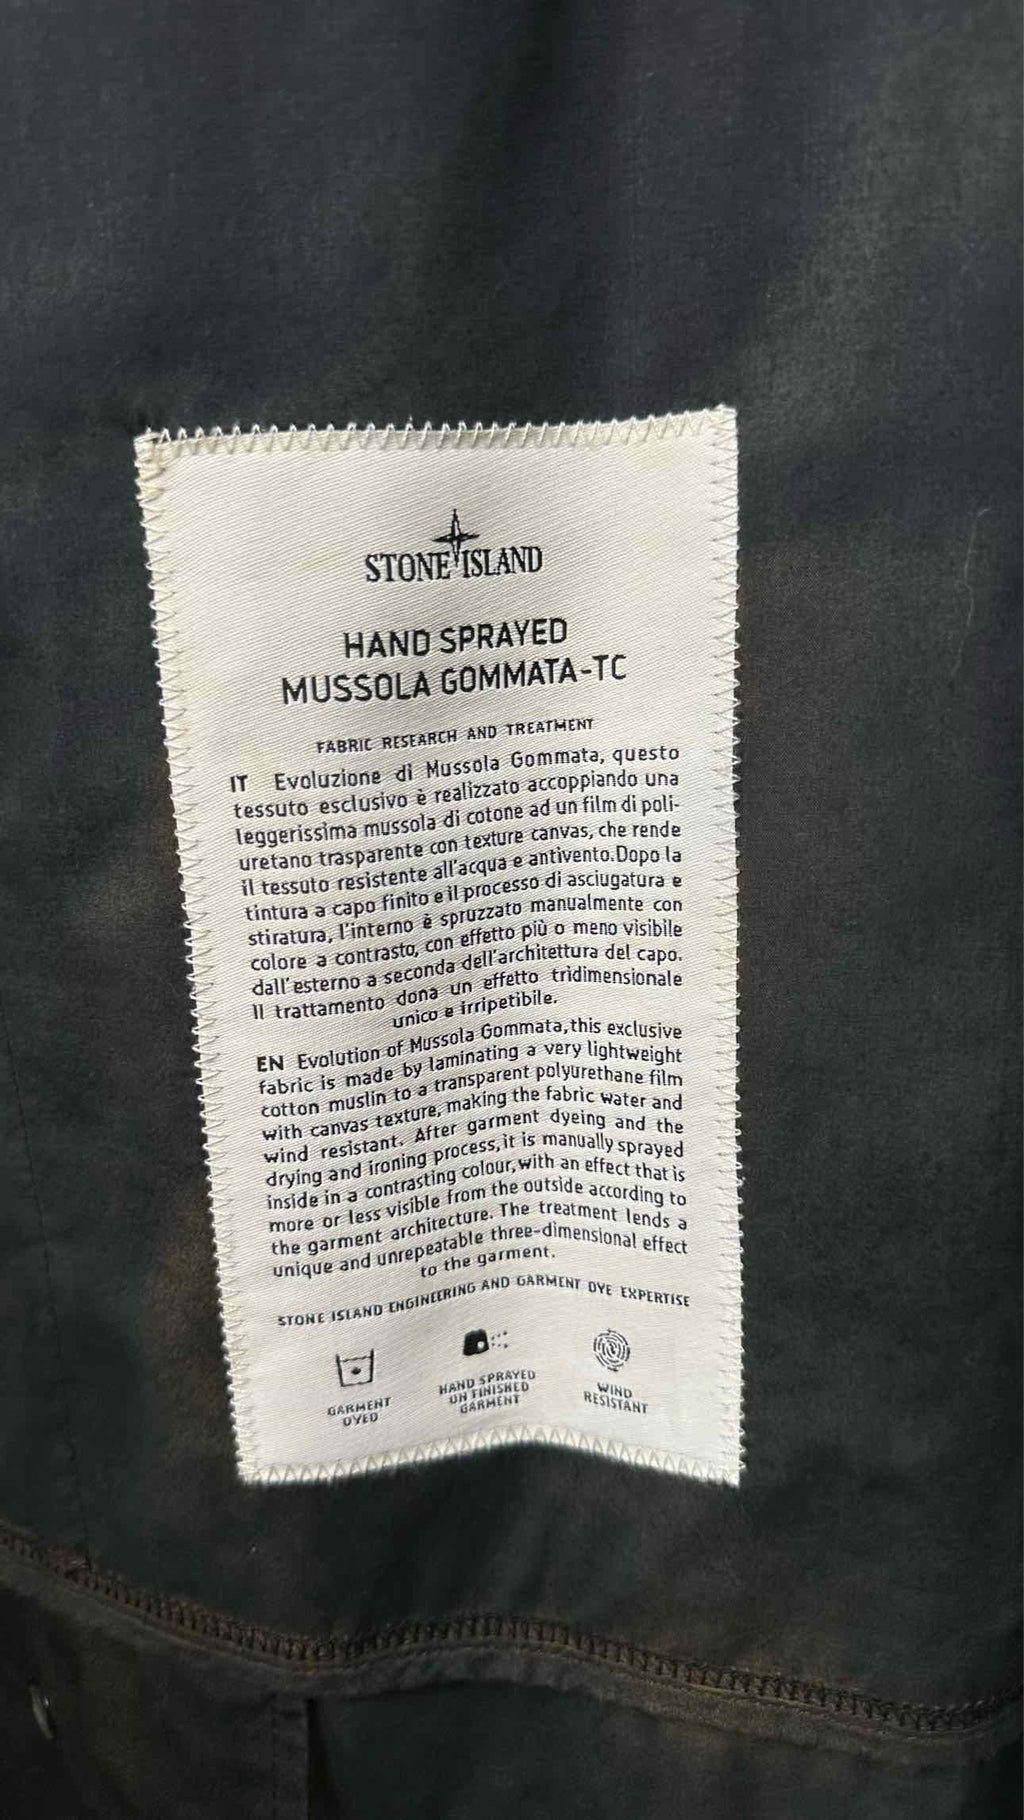 STONE ISLAND
HAND SPRAYED
MUSSOLA GOMMATA-TC
FABRIC RESEARCH AND TREATMENT
IT Evoluzione di Mussola Gommata, questo
tessuto esclusivo è realizzato accoppiando una
leggerissima mussola di cotone ad un film di poli-
uretano trasparente con texture canvas, che rende
il tessuto resistente all'acqua e antivento.Dopo la
tintura a capo finito e il processo di asciugatura e
stiratura, l'interno è spruzzato manualmente con
colore a contrasto, con effetto più o meno visibile
dall'esterno a seconda dell'architettura del capo.
Il trattamento dona un effetto tridimensionale
unico e irripetibile.
EN Evolution of Mussola Gommata, this exclusive
fabric is made by laminating a very lightweight
cotton muslin to a transparent polyurethane film
with canvas texture, making the fabric water and
wind resistant. After garment dyeing and the
drying and ironing process, it is manually sprayed
inside in a contrasting colour, with an effect that is
more or less visible from the outside according to
the garment architecture. The treatment lends a
unique and unrepeatable three-dimensional effect
to the garment.
STONE ISLAND ENGINEERING AND GARMENT DYE EXPERTISE
GARMENT
DYED
HAND SPRAYED
ON FINISHED
GARMENT
WIND
RESISTANT